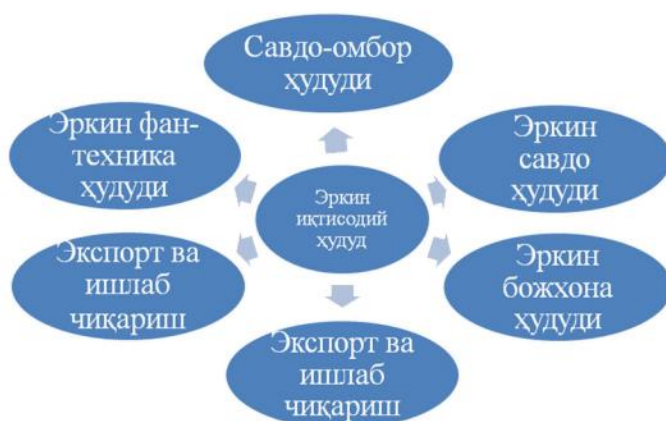 Савдо-омбор
ҳудуди
Эркин фан-
техника
ҳудуди
Эркин
савдо
ҳудуди
Эркин
иқтисодий
ҳудуд
Экспорт ва
ишлаб
чиқариш
Эркин
божхона
ҳудуди
Экспорт ва
ишлаб
чиқариш